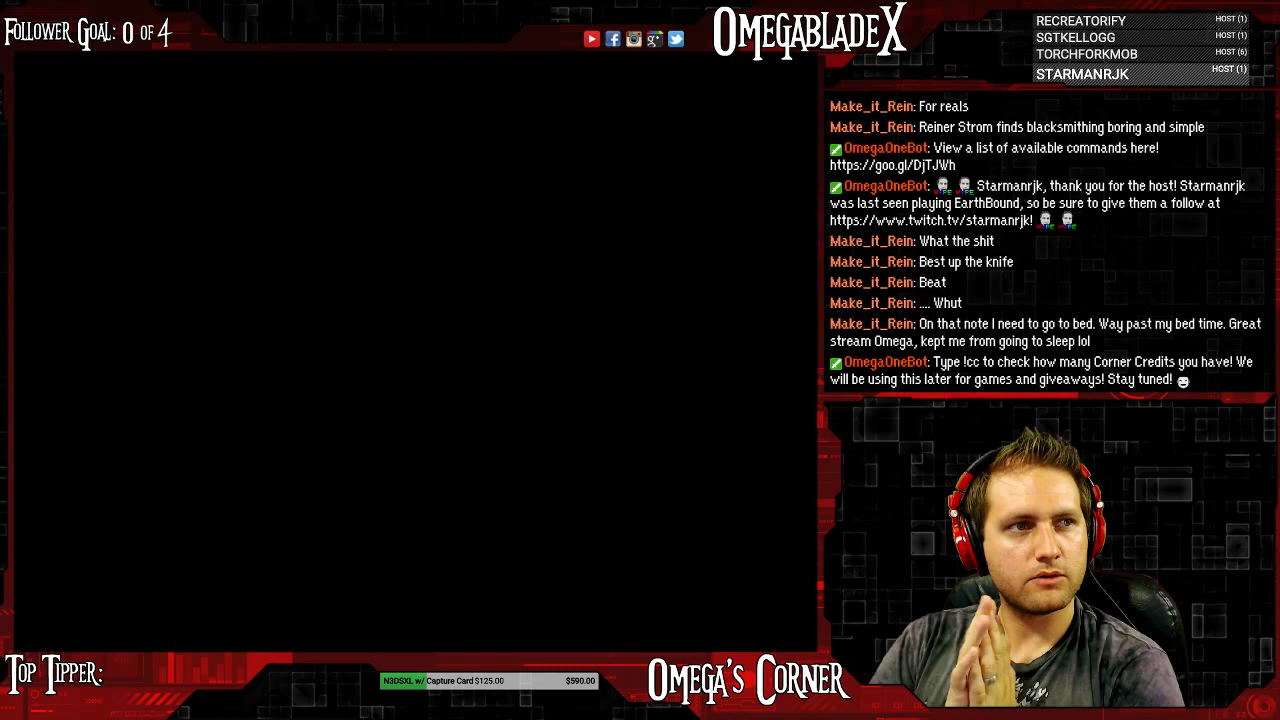 Follower Goal: 0 of 4
OmegabladeX
RECREATORIFY HOST (1)
SGTKELLOGG HOST (1)
TORCHFORKMOB HOST (6)
STARMANRJK HOST (1)
Make_it_Rein: For reals
Make_it_Rein: Reiner Strom finds blacksmithing boring and simple
OmegaOneBot: View a list of available commands here!
https://goo.gl/DjTJWh
OmegaOneBot: Starmanrjk, thank you for the host! Starmanrjk
was last seen playing EarthBound, so be sure to give them a follow at
https://www.twitch.tv/starmanrjk!
Make_it_Rein: What the shit
Make_it_Rein: Best up the knife
Make_it_Rein: Beat
Make_it_Rein: .... Whut
Make_it_Rein: On that note I need to go to bed. Way past my bed time. Great
stream Omega, kept me from going to sleep lol
OmegaOneBot: Type !cc to check how many Corner Credits you have! We
will be using this later for games and giveaways! Stay tuned!
Top Tipper:
N3DSXL w/ Capture Card $125.00 $590.00
Omega's Corner